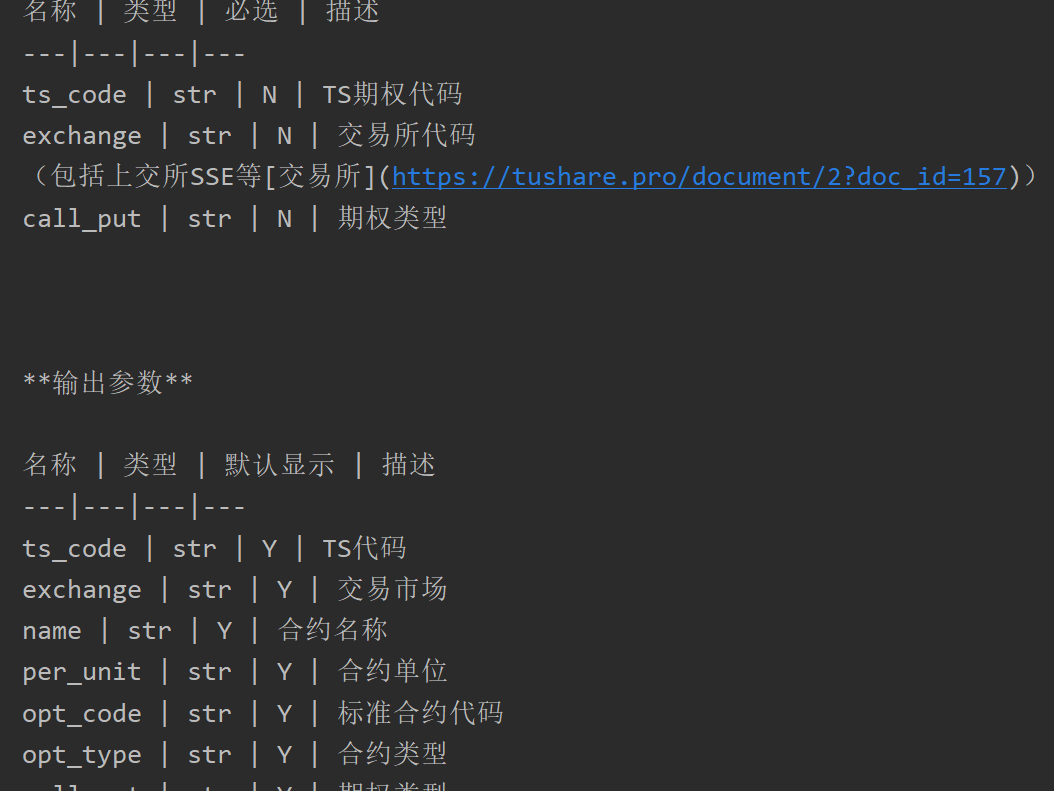 名称 | 类型 | 必选 | 描述
---|---|---|---
ts_code | str | N | TS期权代码
exchange | str | N | 交易所代码
（包括上交所SSE等[交易所](https://tushare.pro/document/2?doc_id=157)）
call_put | str | N | 期权类型
**输出参数**
名称 | 类型 | 默认显示 | 描述
---|---|---|---
ts_code | str | Y | TS代码
exchange | str | Y | 交易市场
name | str | Y | 合约名称
per_unit | str | Y | 合约单位
opt_code | str | Y | 标准合约代码
opt_type | str | Y | 合约类型